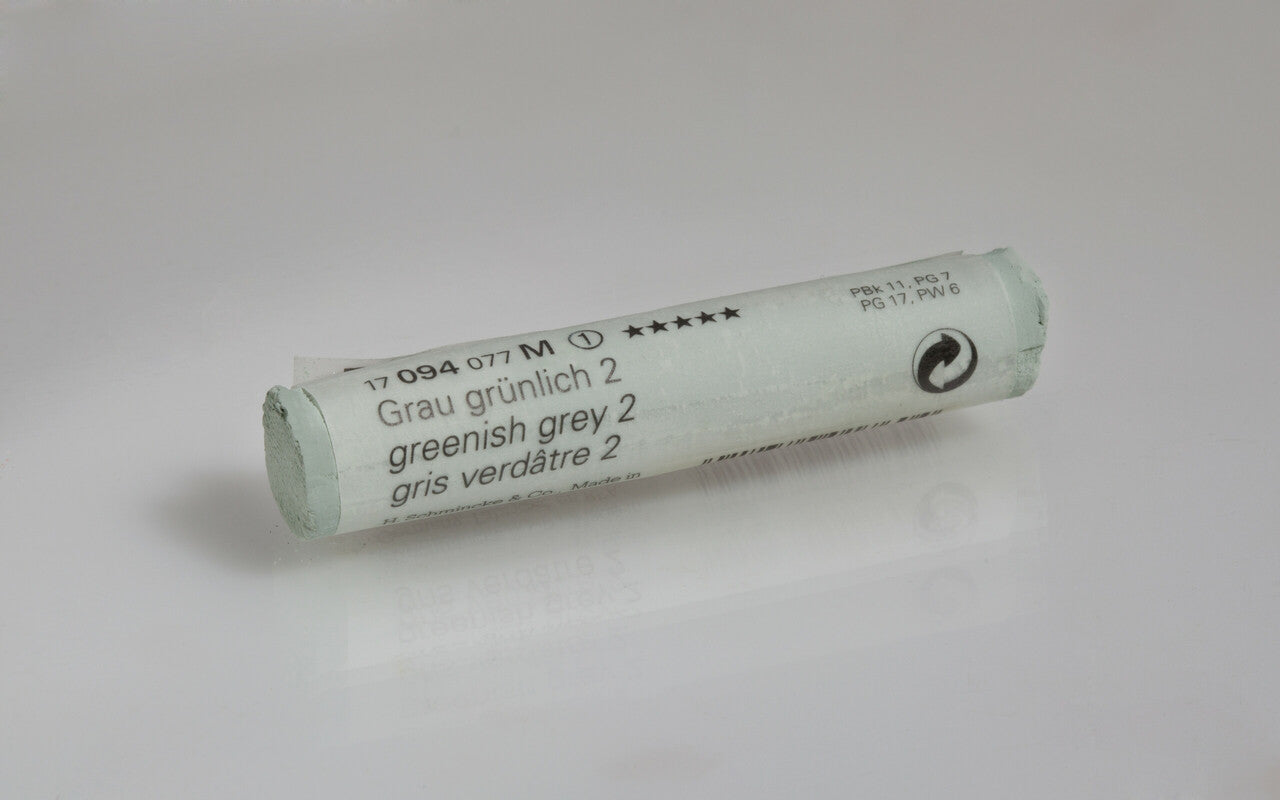 17 094 077 M 1 ★★★★★
Grau grünlich 2
greenish grey 2
gris verdâtre 2
H. Schmincke & Co., Made in
PBk 11, PG 7
PG 17, PW 6